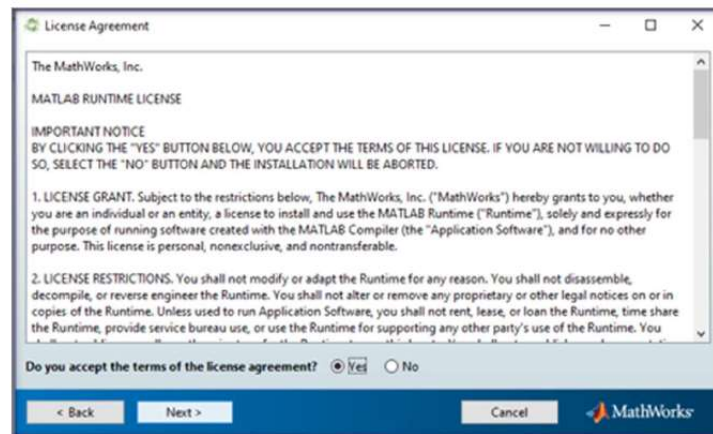 License Agreement
The MathWorks, Inc.
MATLAB RUNTIME LICENSE
IMPORTANT NOTICE
BY CLICKING THE "YES" BUTTON BELOW, YOU ACCEPT THE TERMS OF THIS LICENSE. IF YOU ARE NOT WILLING TO DO
SO, SELECT THE "NO" BUTTON AND THE INSTALLATION WILL BE ABORTED.
1. LICENSE GRANT. Subject to the restrictions below, The MathWorks, Inc. ("MathWorks") hereby grants to you, whether
you are an individual or an entity, a license to install and use the MATLAB Runtime ("Runtime"), solely and expressly for
the purpose of running software created with the MATLAB Compiler (the "Application Software"), and for no other
purpose. This license is personal, nonexclusive, and nontransferable.
2. LICENSE RESTRICTIONS. You shall not modify or adapt the Runtime for any reason. You shall not disassemble,
decompile, or reverse engineer the Runtime. You shall not alter or remove any proprietary or other legal notices on or in
copies of the Runtime. Unless used to run Application Software, you shall not rent, lease, or loan the Runtime, time share
the Runtime, provide service bureau use, or use the Runtime for supporting any other party's use of the Runtime. You
Do you accept the terms of the license agreement? Yes No
< Back Next > Cancel MathWorks